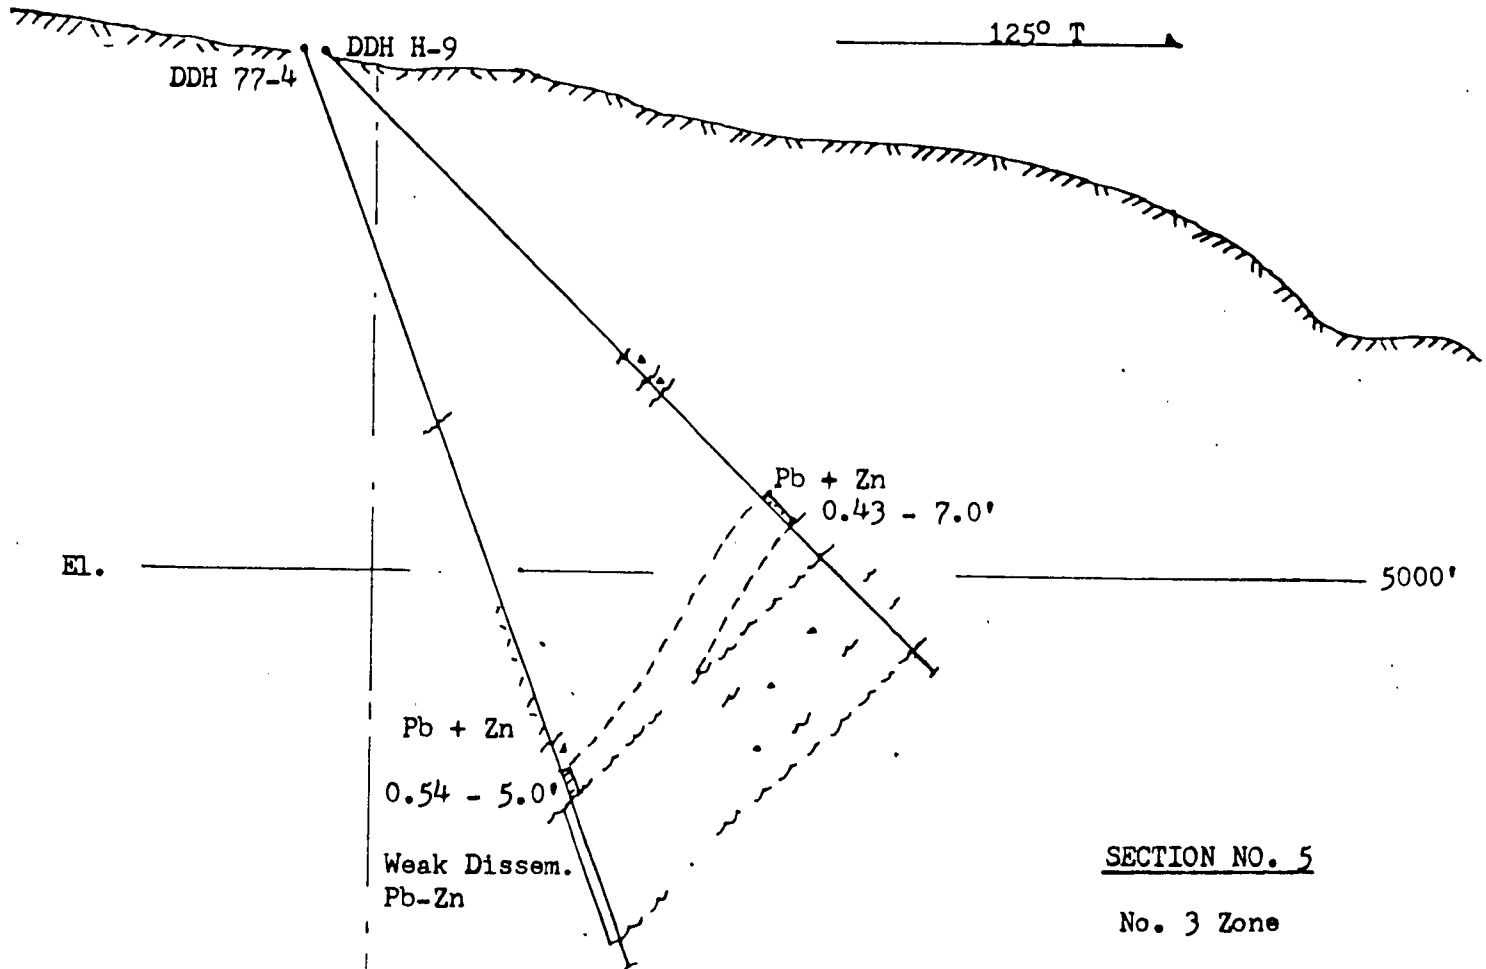 125° T
DDH H-9
DDH 77-4
Pb + Zn
0.43 - 7.0'
El.
5000'
Pb + Zn
0.54 - 5.0'
Weak Dissem.
Pb-Zn
SECTION NO. 5
No. 3 Zone